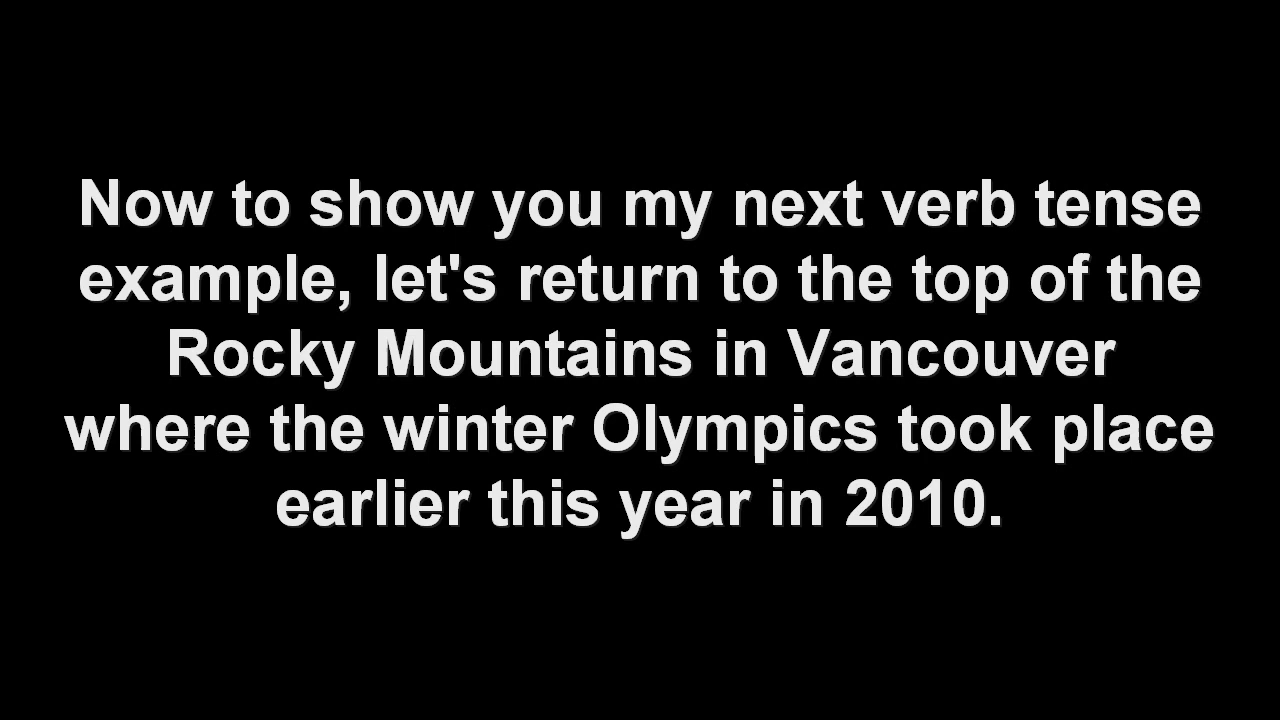 Now to show you my next verb tense
example, let's return to the top of the
Rocky Mountains in Vancouver
where the winter Olympics took place
earlier this year in 2010.